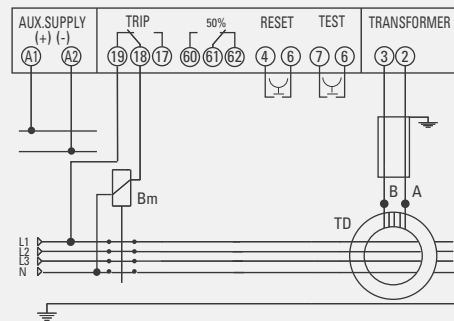 AUX.SUPPLY TRIP 50% RESET TEST TRANSFORMER
(+) (-)
A1 A2 19 18 17 60 61 62 4 6 7 6 3 2
B A
Bm
TD
L1
L2
L3
N